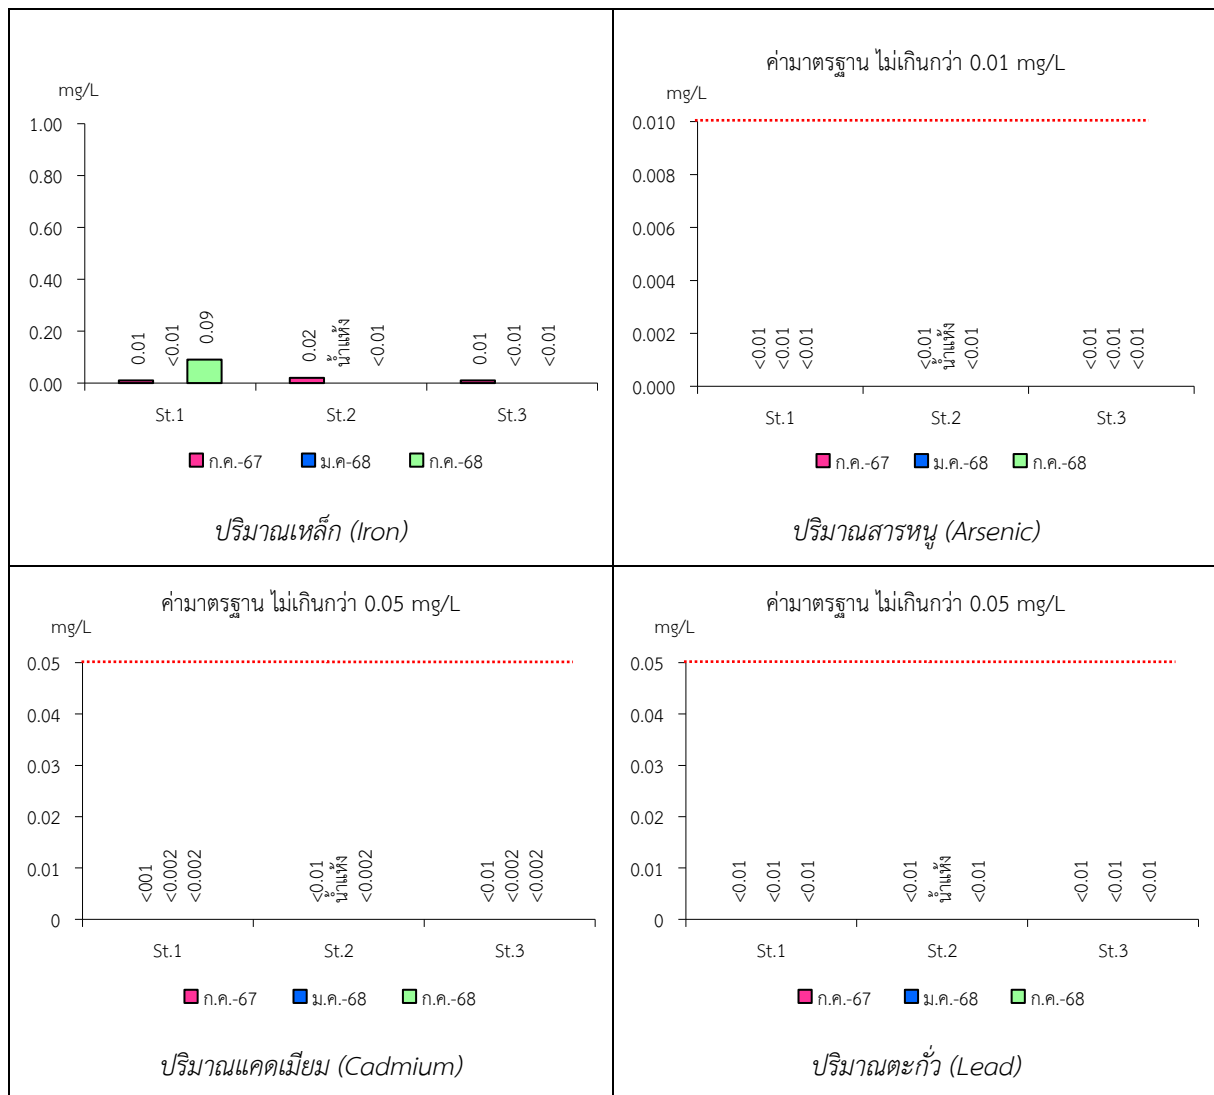 mg/L
1.00
0.80
0.60
0.40
0.20
0.00
0.01 <0.01 0.09 0.02 น้ำแห้ง <0.01 0.01 <0.01 <0.01
St.1 St.2 St.3
ก.ค.-67 ม.ค-68 ก.ค.-68
ปริมาณเหล็ก (Iron)
ค่ามาตรฐาน ไม่เกินกว่า 0.01 mg/L
mg/L
0.010
0.008
0.006
0.004
0.002
0.000
<0.01 <0.01 <0.01 <0.01 น้ำแห้ง <0.01 <0.01 <0.01 <0.01
St.1 St.2 St.3
ก.ค.-67 ม.ค.-68 ก.ค.-68
ปริมาณสารหนู (Arsenic)
ค่ามาตรฐาน ไม่เกินกว่า 0.05 mg/L
mg/L
0.05
0.04
0.03
0.02
0.01
0
<001 <0.002 <0.002 <0.01 น้ำแห้ง <0.002 <0.01 <0.002 <0.002
St.1 St.2 St.3
ก.ค.-67 ม.ค.-68 ก.ค.-68
ปริมาณแคดเมียม (Cadmium)
ค่ามาตรฐาน ไม่เกินกว่า 0.05 mg/L
mg/L
0.05
0.04
0.03
0.02
0.01
0
<0.01 <0.01 <0.01 <0.01 น้ำแห้ง <0.01 <0.01 <0.01 <0.01
St.1 St.2 St.3
ก.ค.-67 ม.ค.-68 ก.ค.-68
ปริมาณตะกั่ว (Lead)